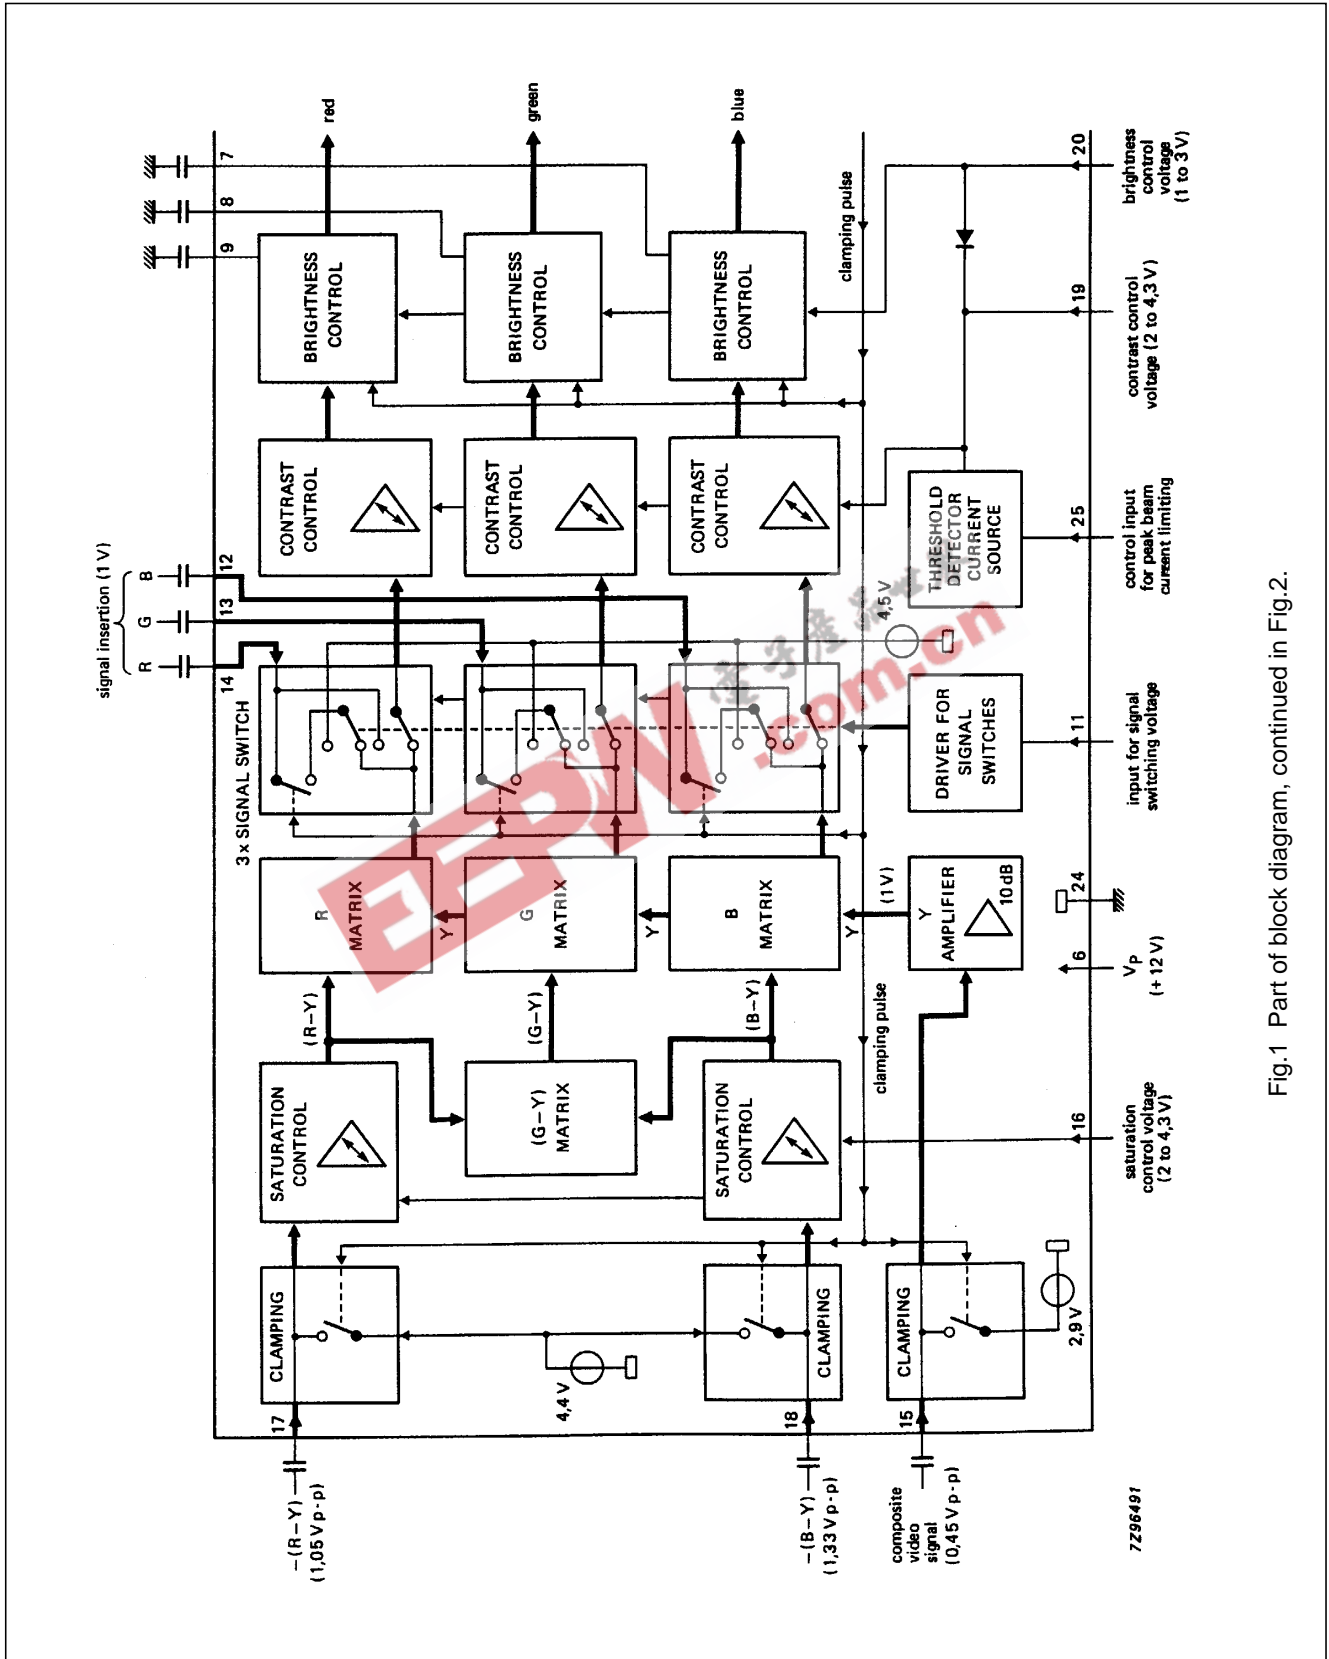 red
green
blue
7
8
9
BRIGHTNESS
CONTROL
BRIGHTNESS
CONTROL
BRIGHTNESS
CONTROL
clamping pulse
20
brightness
control
voltage
(1 to 3 V)
19
contrast control
voltage (2 to 4,3 V)
CONTRAST
CONTROL
CONTRAST
CONTROL
CONTRAST
CONTROL
THRESHOLD
DETECTOR
CURRENT
SOURCE
25
control input
for peak beam
current limiting
signal insertion (1 V)
B
G
R
12
13
14
4,5 V
3 x SIGNAL SWITCH
DRIVER FOR
SIGNAL
SWITCHES
11
input for signal
switching voltage
R
MATRIX
Y
G
MATRIX
Y
B
MATRIX
Y
(1V)
Y
AMPLIFIER
10 dB
24
6
VP
(+ 12 V)
(R–Y)
(G–Y)
(B–Y)
clamping pulse
SATURATION
CONTROL
(G–Y)
MATRIX
SATURATION
CONTROL
16
saturation
control voltage
(2 to 4,3 V)
CLAMPING
4,4 V
CLAMPING
CLAMPING
2,9 V
17
18
15
–(R–Y)
(1,05 V p-p)
–(B–Y)
(1,33 V p-p)
composite
video
signal
(0,45 V p-p)
7Z96491
EEPW
.com.cn
Fig.1 Part of block diagram, continued in Fig.2.